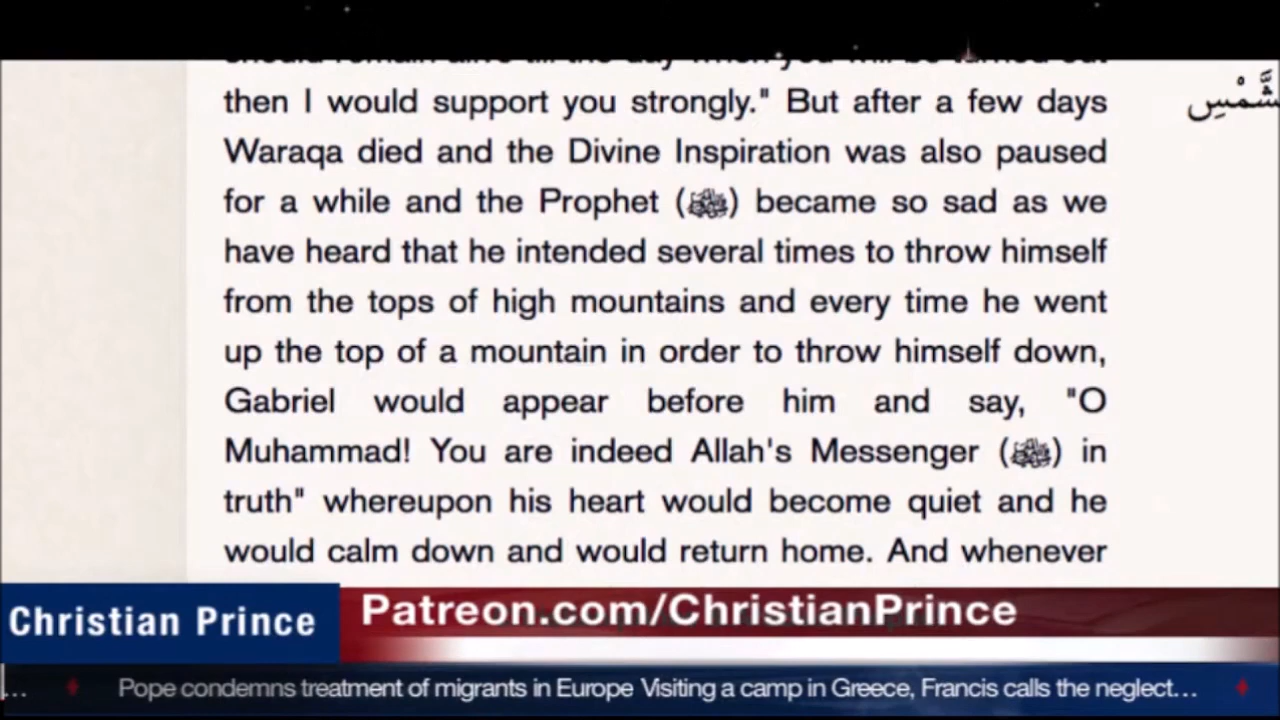 then I would support you strongly." But after a few days
الشَّمْسِ
Waraqa died and the Divine Inspiration was also paused
for a while and the Prophet (ﷺ) became so sad as we
have heard that he intended several times to throw himself
from the tops of high mountains and every time he went
up the top of a mountain in order to throw himself down,
Gabriel would appear before him and say, "O
Muhammad! You are indeed Allah's Messenger (ﷺ) in
truth" whereupon his heart would become quiet and he
would calm down and would return home. And whenever
Christian Prince
Patreon.com/ChristianPrince
... Pope condemns treatment of migrants in Europe Visiting a camp in Greece, Francis calls the neglect...